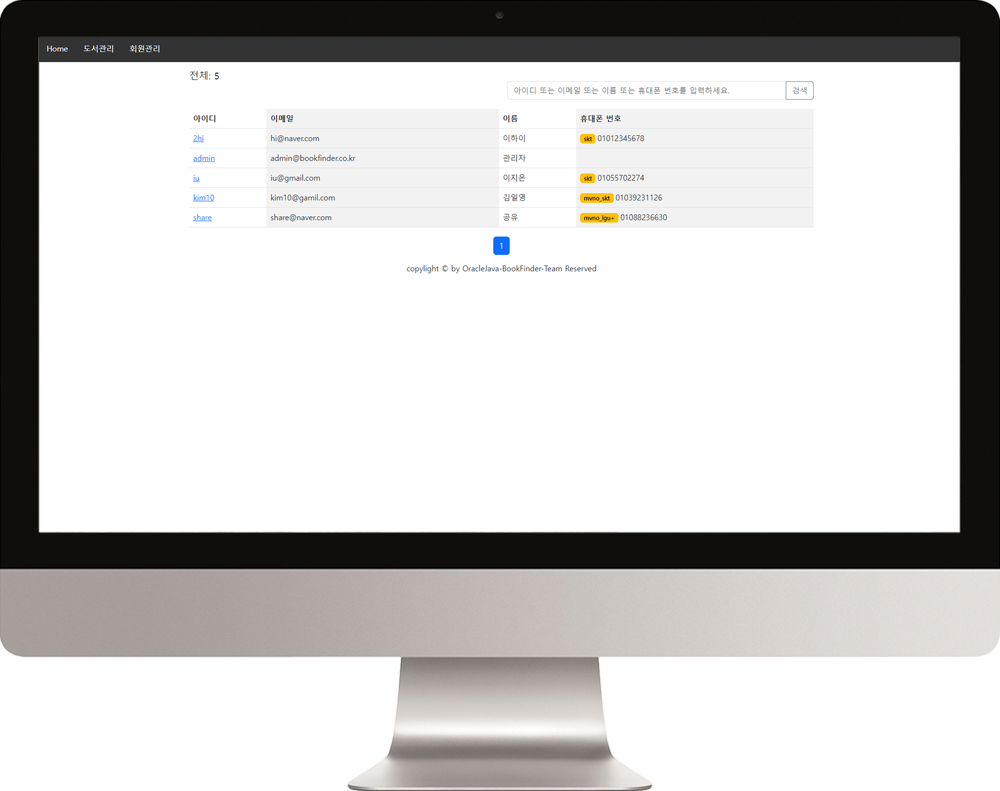 Home 도서관리 회원관리
전체: 5
아이디 또는 이메일 또는 이름 또는 휴대폰 번호를 입력하세요. 검색
아이디 이메일 이름 휴대폰 번호
2hi hi@naver.com 이하이 skt 01012345678
admin admin@bookfinder.co.kr 관리자
iu iu@gmail.com 이지은 skt 01055702274
kim10 kim10@gamil.com 김일영 mvno_skt 01039231126
share share@naver.com 공유 mvno_lgu+ 01088236630
1
copylight © by OracleJava-BookFinder-Team Reserved